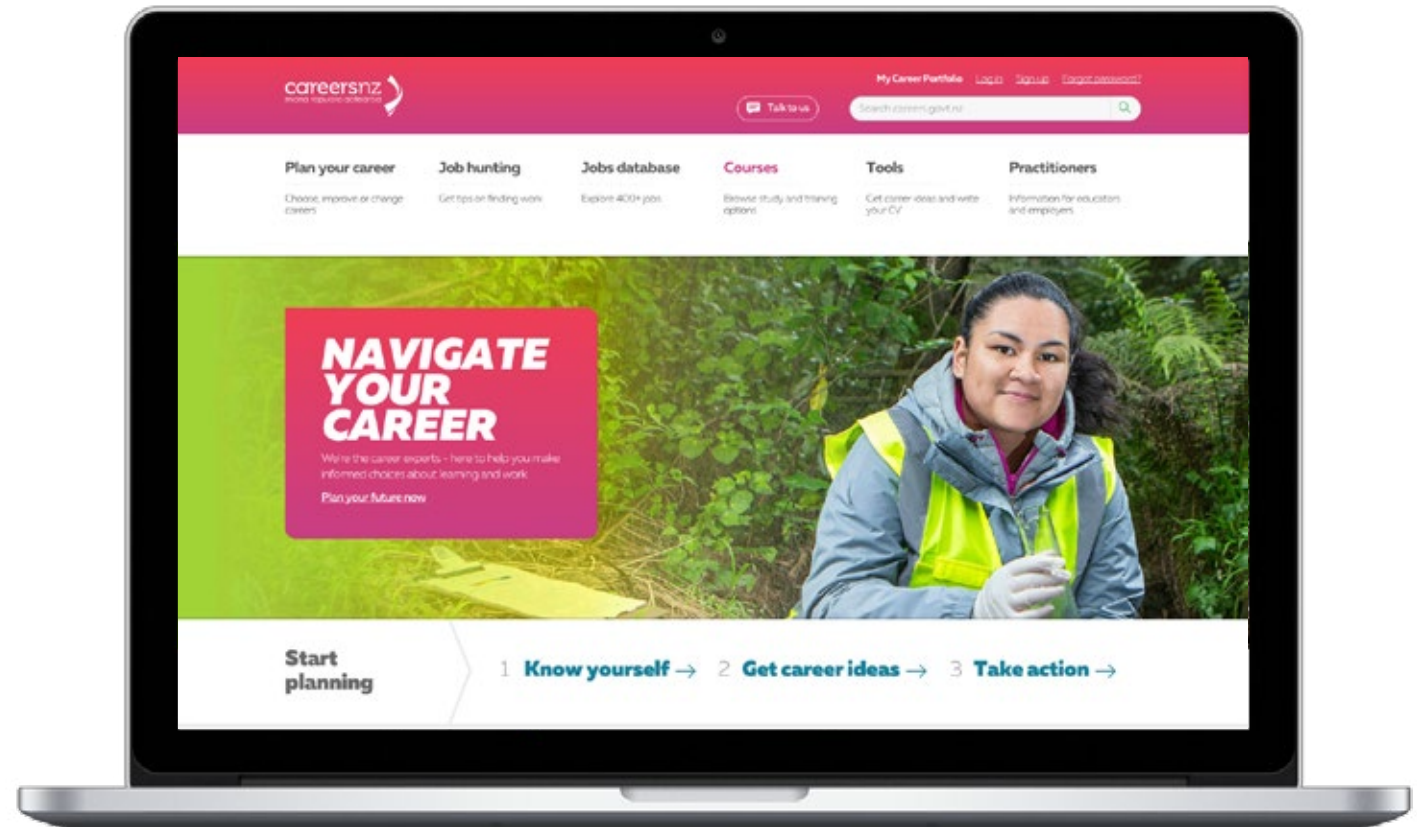 careersnz
My Career Portfolio Log in Sign up Forgot password?
Talk to us
Search careers.govt.nz
Plan your career
Choose, improve or change
careers
Job hunting
Get tips on finding work
Jobs database
Explore 400+ jobs
Courses
Browse study and training
options
Tools
Get career ideas and write
your CV
Practitioners
Information for educators
and employers
NAVIGATE
YOUR
CAREER
We're the career experts - here to help you make
informed choices about learning and work
Plan your future now
Start
planning
1 Know yourself → 2 Get career ideas → 3 Take action →